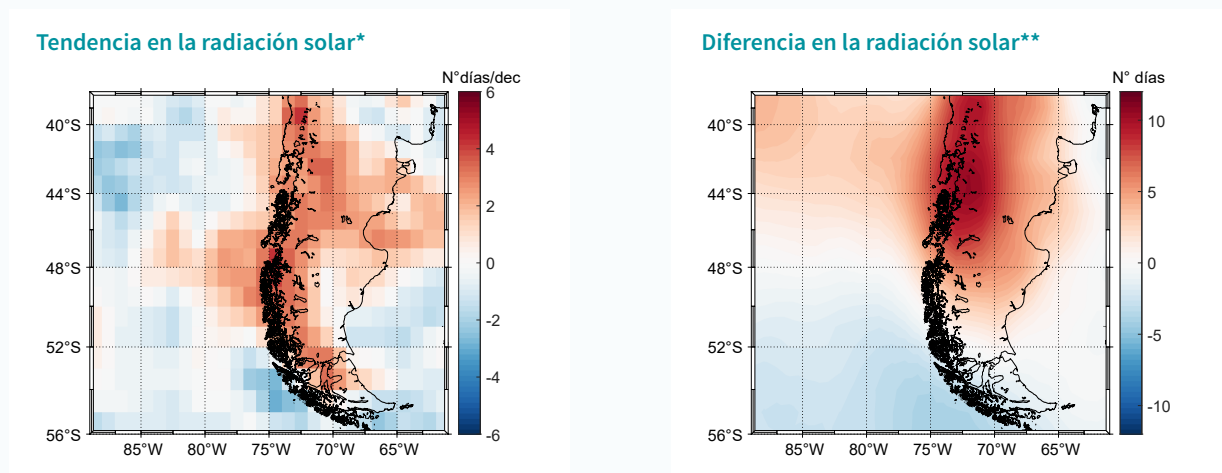 Tendencia en la radiación solar*
N°días/dec
6
4
2
0
-2
-4
-6
40°S
44°S
48°S
52°S
56°S
85°W 80°W 75°W 70°W 65°W
Diferencia en la radiación solar**
N° días
10
5
0
-5
-10
40°S
44°S
48°S
52°S
56°S
85°W 80°W 75°W 70°W 65°W